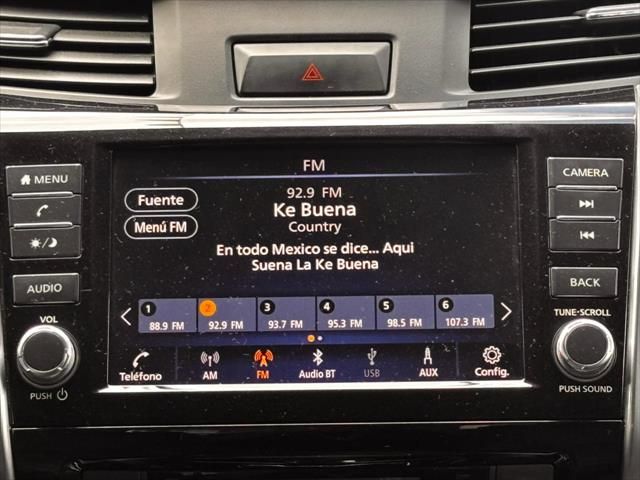 FM
MENU
CAMERA
Fuente
92.9 FM
Menú FM
Ke Buena
Country
En todo Mexico se dice... Aqui
Suena La Ke Buena
AUDIO
BACK
1 2 3 4 5 6
88.9 FM 92.9 FM 93.7 FM 95.3 FM 98.5 FM 107.3 FM
VOL
TUNE·SCROLL
Teléfono AM FM Audio BT USB AUX Config.
PUSH
PUSH SOUND